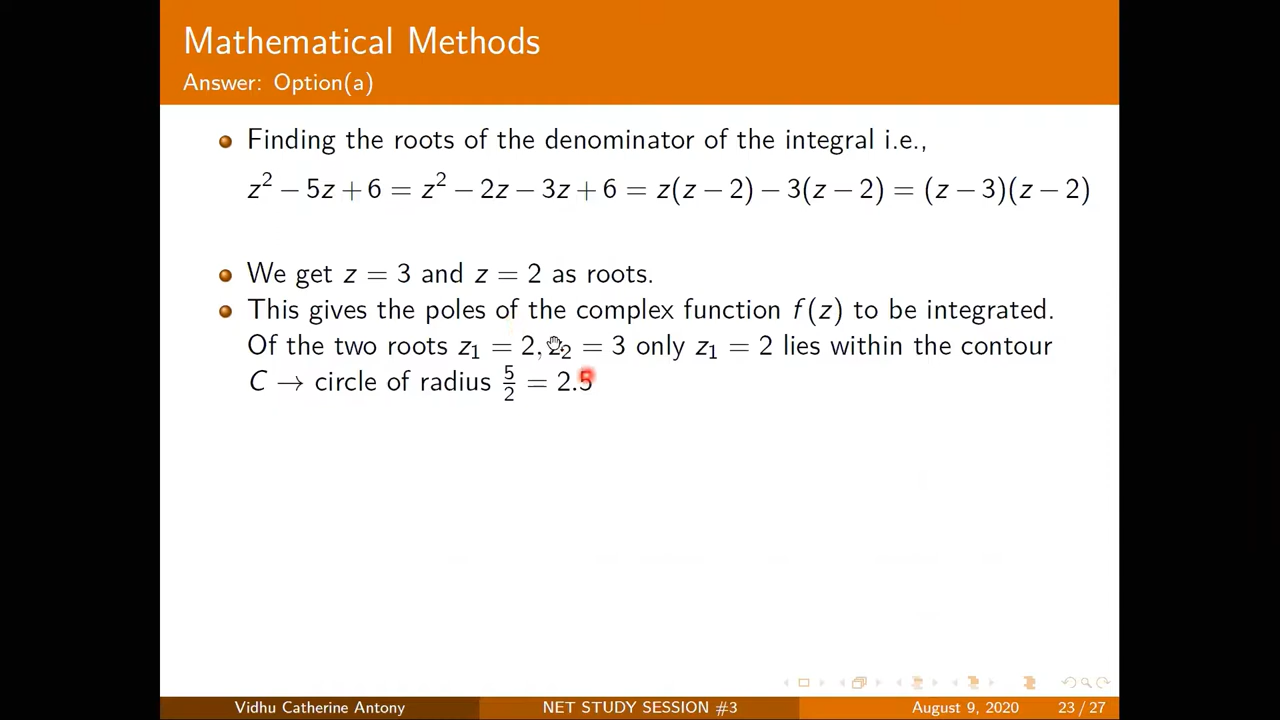 Mathematical Methods
Answer: Option(a)
Finding the roots of the denominator of the integral i.e.,
z² − 5z + 6 = z² − 2z − 3z + 6 = z(z − 2) − 3(z − 2) = (z − 3)(z − 2)
We get z = 3 and z = 2 as roots.
This gives the poles of the complex function f(z) to be integrated.
Of the two roots z₁ = 2, z₂ = 3 only z₁ = 2 lies within the contour
C → circle of radius 5/2 = 2.5
Vidhu Catherine Antony NET STUDY SESSION #3 August 9, 2020 23 / 27